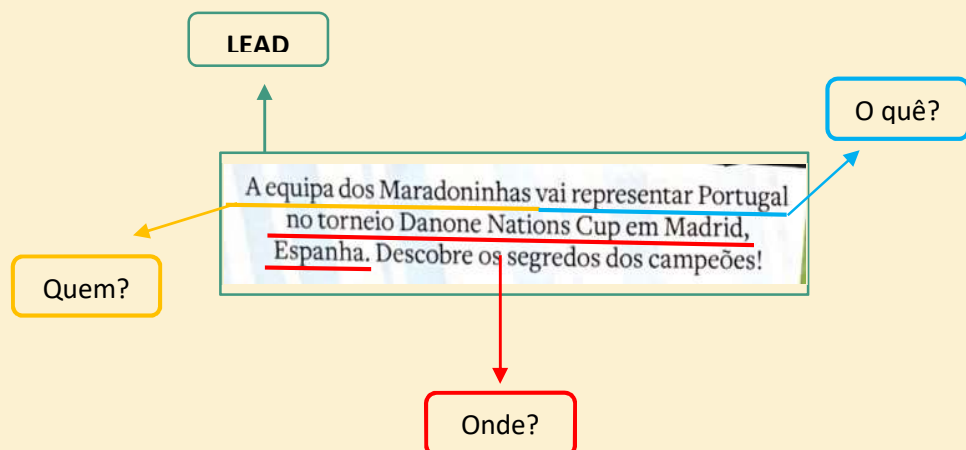 LEAD
O quê?
A equipa dos Maradoninhas vai representar Portugal
no torneio Danone Nations Cup em Madrid,
Espanha. Descobre os segredos dos campeões!
Quem?
Onde?